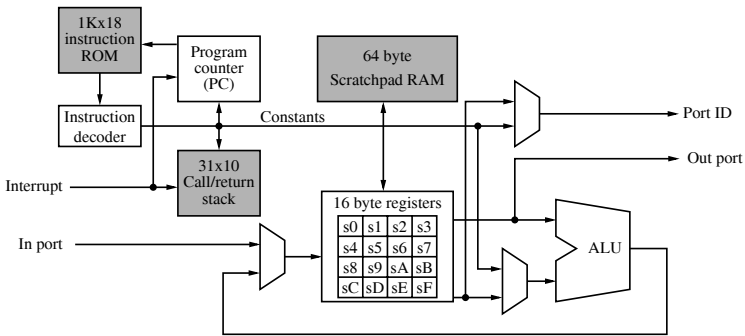 1Kx18
instruction
ROM
Program
counter
(PC)
64 byte
Scratchpad RAM
Instruction
decoder
Constants
Port ID
31x10
Call/return
stack
Interrupt
Out port
16 byte registers
s0 s1 s2 s3
s4 s5 s6 s7
s8 s9 sA sB
sC sD sE sF
In port
ALU